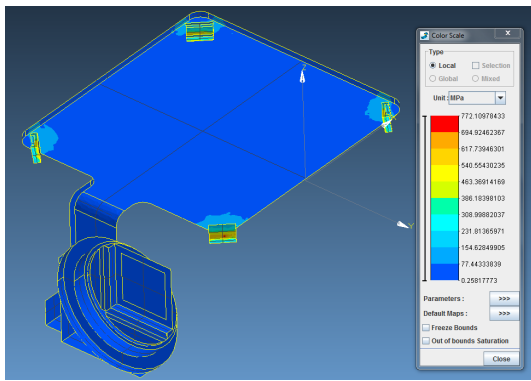 Color Scale
x
Type
Local
Selection
Global
Mixed
Unit: MPa
772.10978433
694.92462367
617.73946301
540.55430235
463.36914169
386.18398103
308.99882037
231.81365971
154.62849905
77.44333839
0.25817773
Parameters :
>>>
Default Maps :
>>>
Freeze Bounds
Out of bounds Saturation
Close
Y